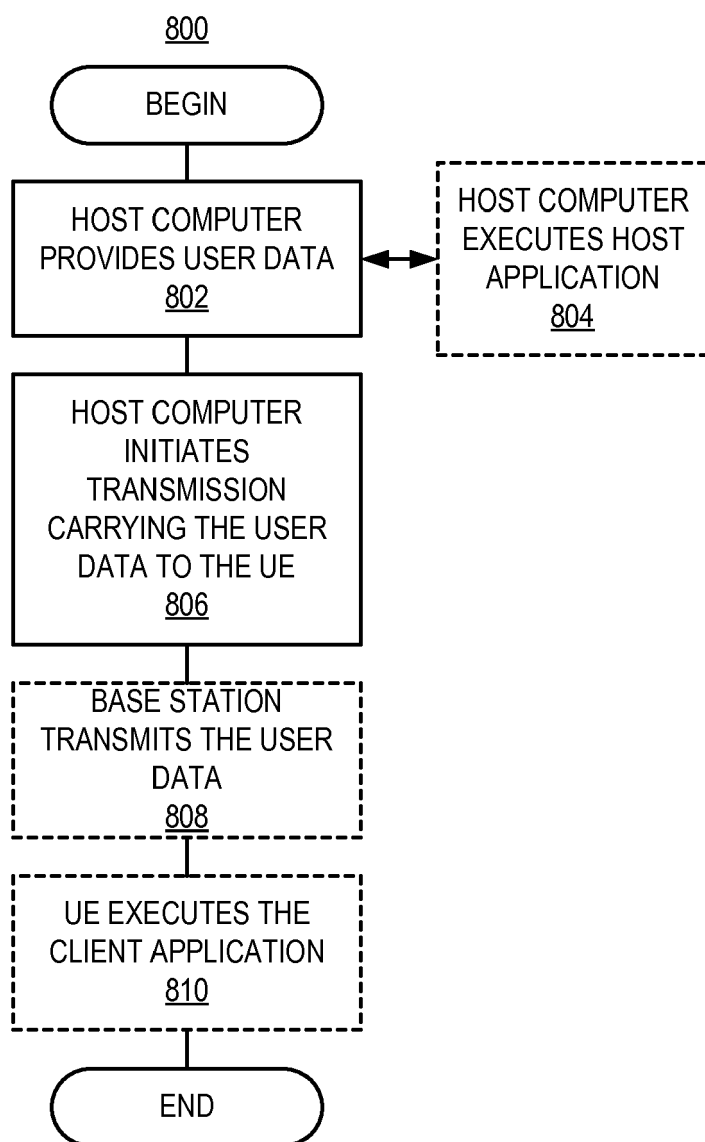 800
BEGIN
HOST COMPUTER
PROVIDES USER DATA
802
HOST COMPUTER
EXECUTES HOST
APPLICATION
804
HOST COMPUTER
INITIATES
TRANSMISSION
CARRYING THE USER
DATA TO THE UE
806
BASE STATION
TRANSMITS THE USER
DATA
808
UE EXECUTES THE
CLIENT APPLICATION
810
END